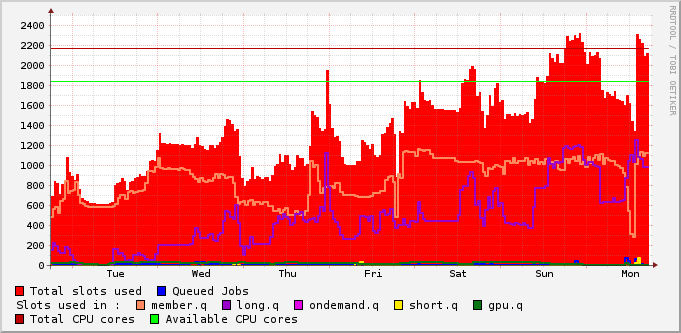 RRDTOOL / TOBI OETIKER
2400
2200
2000
1800
1600
1400
1200
1000
800
600
400
200
0
Tue Wed Thu Fri Sat Sun Mon
Total slots used Queued Jobs
Slots used in : member.q long.q ondemand.q short.q gpu.q
Total CPU cores Available CPU cores